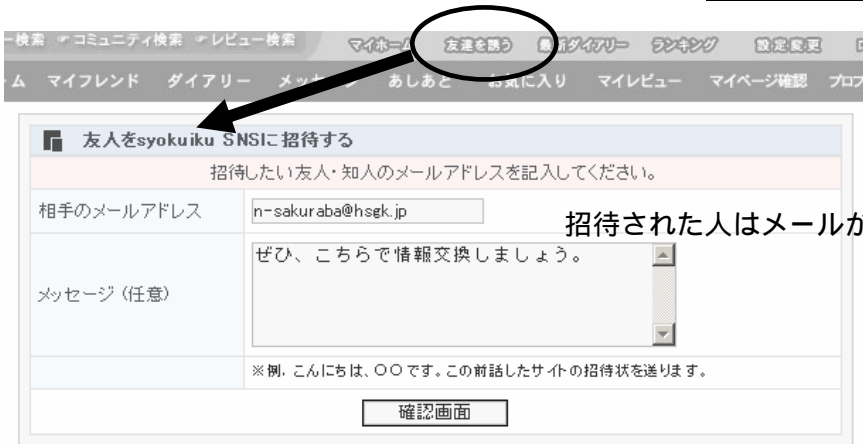 ー検索 ☞コミュニティ検索 ☞レビュー検索
マイホーム 友達を誘う 最新ダイアリー ランキング 設定変更
ム マイフレンド ダイアリー メッセージ あしあと お気に入り マイレビュー マイページ確認 プロフ
友人をsyokuiku SNSに招待する
招待したい友人・知人のメールアドレスを記入してください。
相手のメールアドレス n-sakuraba@hsgk.jp
招待された人はメールが
メッセージ (任意) ぜひ、こちらで情報交換しましょう。
※例. こんにちは、〇〇です。この前話したサイトの招待状を送ります。
確認画面